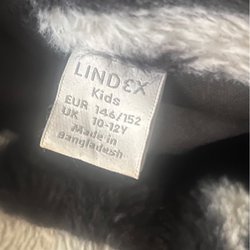 LINDEX
Kids
EUR 146/152
UK 10-12Y
Made in
Bangladesh